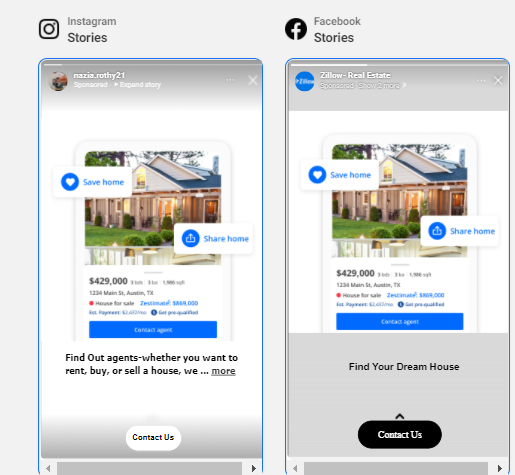 Instagram
Stories
nazia.rothy21
Sponsored Expand story
Save home
Share home
$429,000 3 bds 3 ba 1,986 sqft
1234 Main St, Austin, TX
House for sale Zestimate®: $869,000
Est. Payment: $2,497/mo Get pre-qualified
Contact agent
Find Out agents-whether you want to
rent, buy, or sell a house, we ... more
Contact Us
Facebook
Stories
Zillow
Zillow- Real Estate
Sponsored · Show 2 more
Save home
Share home
$429,000 3 bds 3 ba 1,986 sqft
1234 Main St, Austin, TX
House for sale Zestimate®: $869,000
Est. Payment: $2,497/mo Get pre-qualified
Contact agent
Find Your Dream House
Contact Us